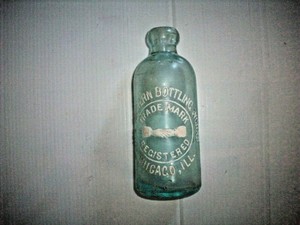 BOTTLING
TRADE MARK
REGISTERED
CHICAGO, ILL.